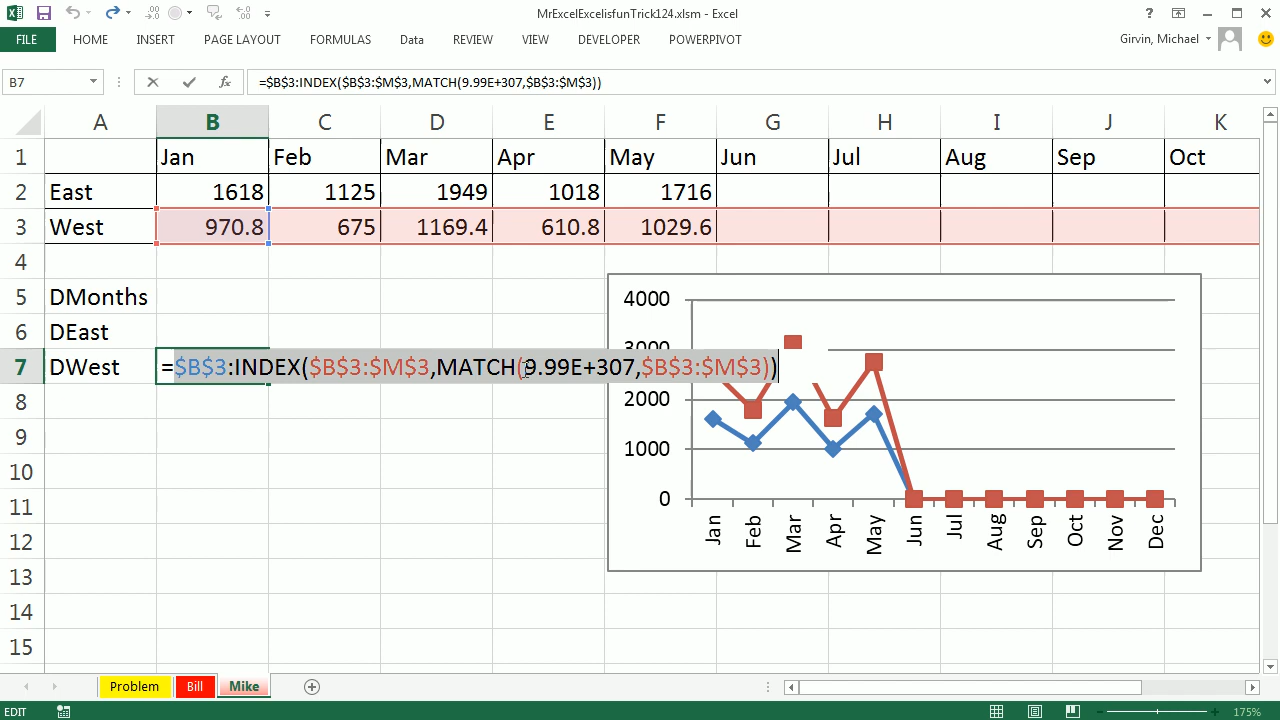 MrExcelExcelisfunTrick124.xlsm - Excel
FILE HOME INSERT PAGE LAYOUT FORMULAS Data REVIEW VIEW DEVELOPER POWERPIVOT Girvin, Michael
B7 fx =$B$3:INDEX($B$3:$M$3,MATCH(9.99E+307,$B$3:$M$3))
A B C D E F G H I J K
1 Jan Feb Mar Apr May Jun Jul Aug Sep Oct
2 East 1618 1125 1949 1018 1716
3 West 970.8 675 1169.4 610.8 1029.6
4
5 DMonths
6 DEast
7 DWest =$B$3:INDEX($B$3:$M$3,MATCH(9.99E+307,$B$3:$M$3))
8
9
10
11
12
13
14
15
4000
2000
1000
0
Jan Feb Mar Apr May Jun Jul Aug Sep Oct Nov Dec
Problem Bill Mike
EDIT 175%